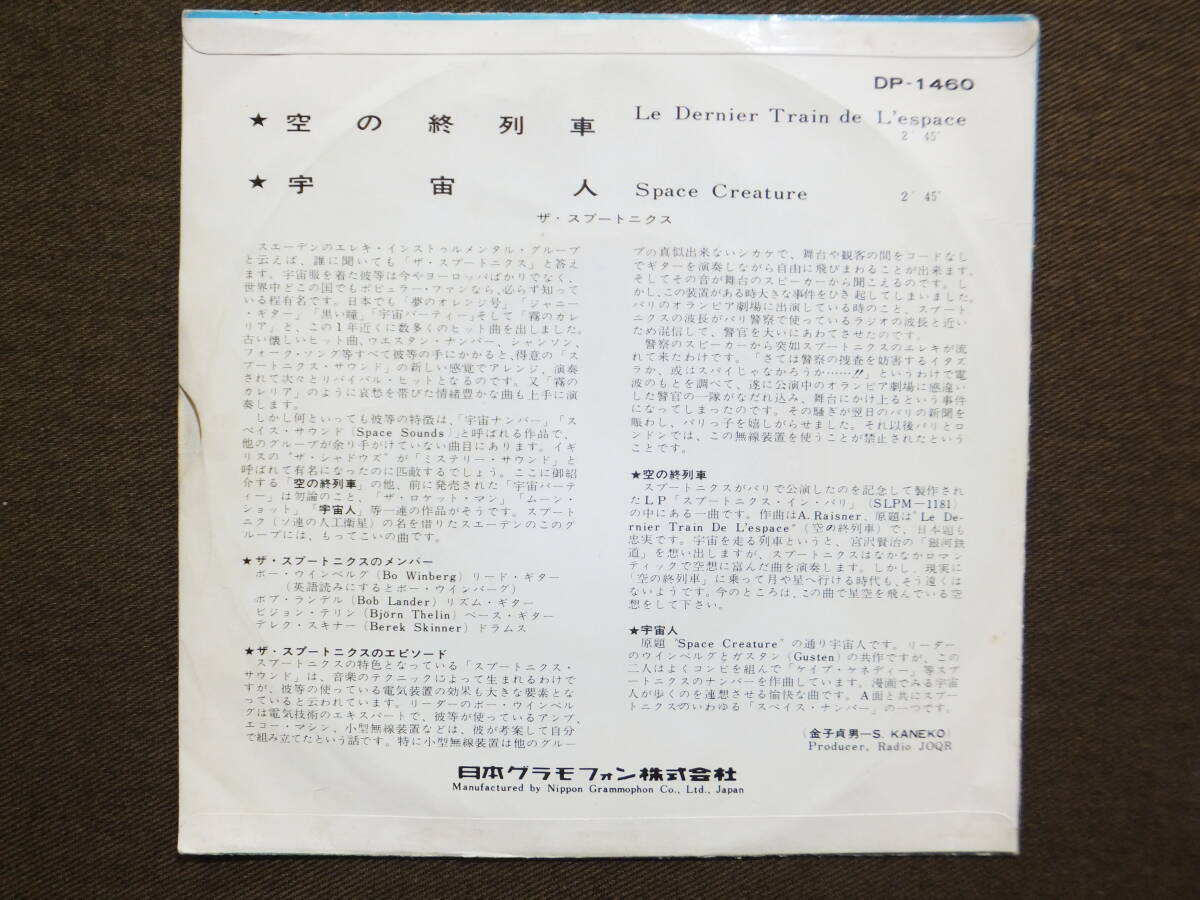 DP-1460
★空の終列車 Le Dernier Train de L'espace
2′45″
★宇宙人 Space Creature 2′45″
ザ・スプートニクス
スエーデンのエレキ・インストゥルメンタル・グループ
と云えば、誰に聞いても「ザ・スプートニクス」と答え
ます。宇宙服を着た彼等は今やヨーロッパばかりでなく、
世界中どこの国でもポピュラー・ファンなら、必らず知って
いる程有名です。日本でも「夢のオレンジ号」「ジャニー
・ギター」「黒い瞳」「宇宙パーティー」そして「霧のカレ
リア」と、この1年近くに数多くのヒット曲を出しました。
古い懐しいヒット曲、ウエスタン・ナンバー、シャンソン、
フォーク・ソング等すべて彼等の手にかかると、得意の「ス
プートニクス・サウンド」の新しい感覚でアレンジ、演奏
されて次々とリバイバル・ヒットとなるのです。又「霧の
カレリア」のように哀愁を帯びた情緒豊かな曲も上手に演
奏します。
しかし何といっても彼等の特徴は、「宇宙ナンバー」「ス
ペイス・サウンド（Space Sounds）」と呼ばれる作品で、
他のグループが余り手がけていない曲目にあります。イギ
リスの“ザ・シャドウズ”が「ミステリー・サウンド」と
呼ばれて有名になったのに匹敵するでしょう。ここに御紹
介する「空の終列車」の他、前に発売された「宇宙パーテ
ィー」は勿論のこと、「ザ・ロケット・マン」「ムーン・
ショット」「宇宙人」等一連の作品がそうです。スプート
ニク（ソ連の人工衛星）の名を借りたスエーデンのこのグ
ループには、もってこいの曲です。
★ザ・スプートニクスのメンバー
ボー・ウインベルグ（Bo Winberg）リード・ギター
（英語読みにするとボー・ウインバーグ）
ボブ・ランデル（Bob Lander）リズム・ギター
ビジョン・テリン（Björn Thelin）ベース・ギター
デレク・スキナー（Berek Skinner）ドラムス
★ザ・スプートニクスのエピソード
スプートニクスの特色となっている「スプートニクス・
サウンド」は、音楽のテクニックによって生まれるわけで
すが、彼等の使っている電気装置の効果も大きな要素とな
っていると云われています。リーダーのボー・ウインベル
グは電気技術のエキスパートで、彼等が使っているアンプ、
エコー・マシン、小型無線装置などは、彼が考案して自分
で組み立てたという話です。特に小型無線装置は他のグルー
プの真似出来ないシカケで、舞台や観客の間をコードなし
でギターを演奏しながら自由に飛びまわることが出来ます。
そしてその音が舞台のスピーカーから聞こえるのです。し
かし、この装置がある時大きな事件をひき起してしまいました。
パリのオランピア劇場に出演している時のこと、スプート
ニクスの波長がパリ警察で使っているラジオの波長と近い
ため混信して、警官を大いにあわてさせたのです。
警察のスピーカーから突如スプートニクスのエレキが流
れて来たわけです。「さては警察の捜査を妨害するイタズ
ラか、或はスパイじゃなかろうか……!!」というわけで電
波のもとを調べて、遂に公演中のオランピア劇場に感違い
した警官の一隊がなだれ込み、舞台にかけ上るという事件
になってしまったのです。その騒ぎが翌日のパリの新聞を
賑わし、パリっ子を嬉しがらせました。それ以後パリとロ
ンドンでは、この無線装置を使うことが禁止されたという
ことです。
★空の終列車
スプートニクスがパリで公演したのを記念して製作され
たLP「スプートニクス・イン・パリ」（SLPM—1181）
の中にある一曲です。作曲はA. Raisner、原題は“Le De-
rnier Train De L'espace”（空の終列車）で、日本題も
忠実です。宇宙を走る列車というと、宮沢賢治の「銀河鉄
道」を想い出しますが、スプートニクスはなかなかロマン
ティックで空想に富んだ曲を演奏します。しかし、現実に
「空の終列車」に乗って月や星へ行ける時代も、そう遠くは
ないようです。今のところは、この曲で星空を飛んでいる空
想をして下さい。
★宇宙人
原題“Space Creature”の通り宇宙人です。リーダー
のウインベルグとガスタン（Gusten）の共作ですが、この
二人はよくコンビを組んで「ケイプ・ケネディー」等スプ
ートニクスのナンバーを作曲しています。漫画でみる宇宙
人が歩くのを連想させる愉快な曲です。A面と共にスプー
トニクスのいわゆる「スペイス・ナンバー」の一つです。
（金子貞男—S. KANEKO）
Producer, Radio JOQR
日本グラモフォン株式会社
Manufactured by Nippon Grammophon Co., Ltd., Japan